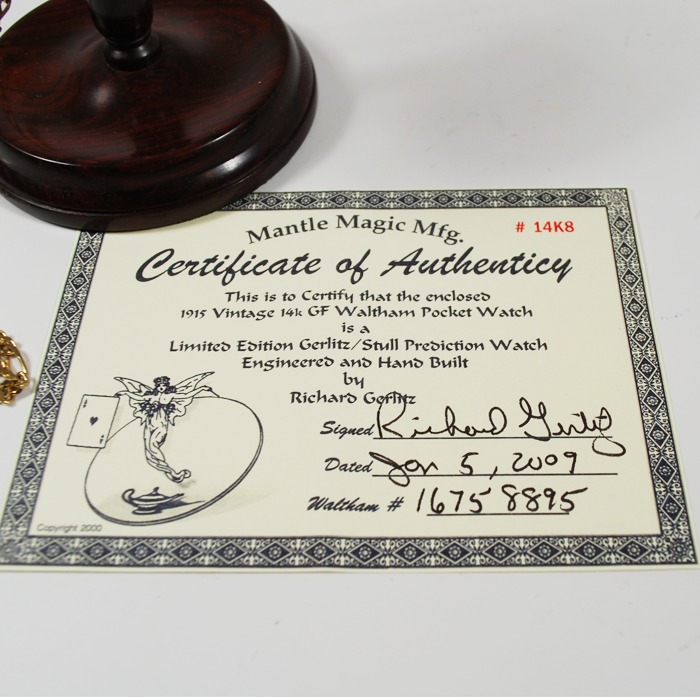 Mantle Magic Mfg.
# 14K8
Certificate of Authenticity
This is to Certify that the enclosed
1915 Vintage 14k GF Waltham Pocket Watch
is a
Limited Edition Gerlitz/Stull Prediction Watch
Engineered and Hand Built
by
Richard Gerlitz
Signed Richard Gerlitz
Dated Jan 5, 2009
Waltham # 16758895
Copyright 2000